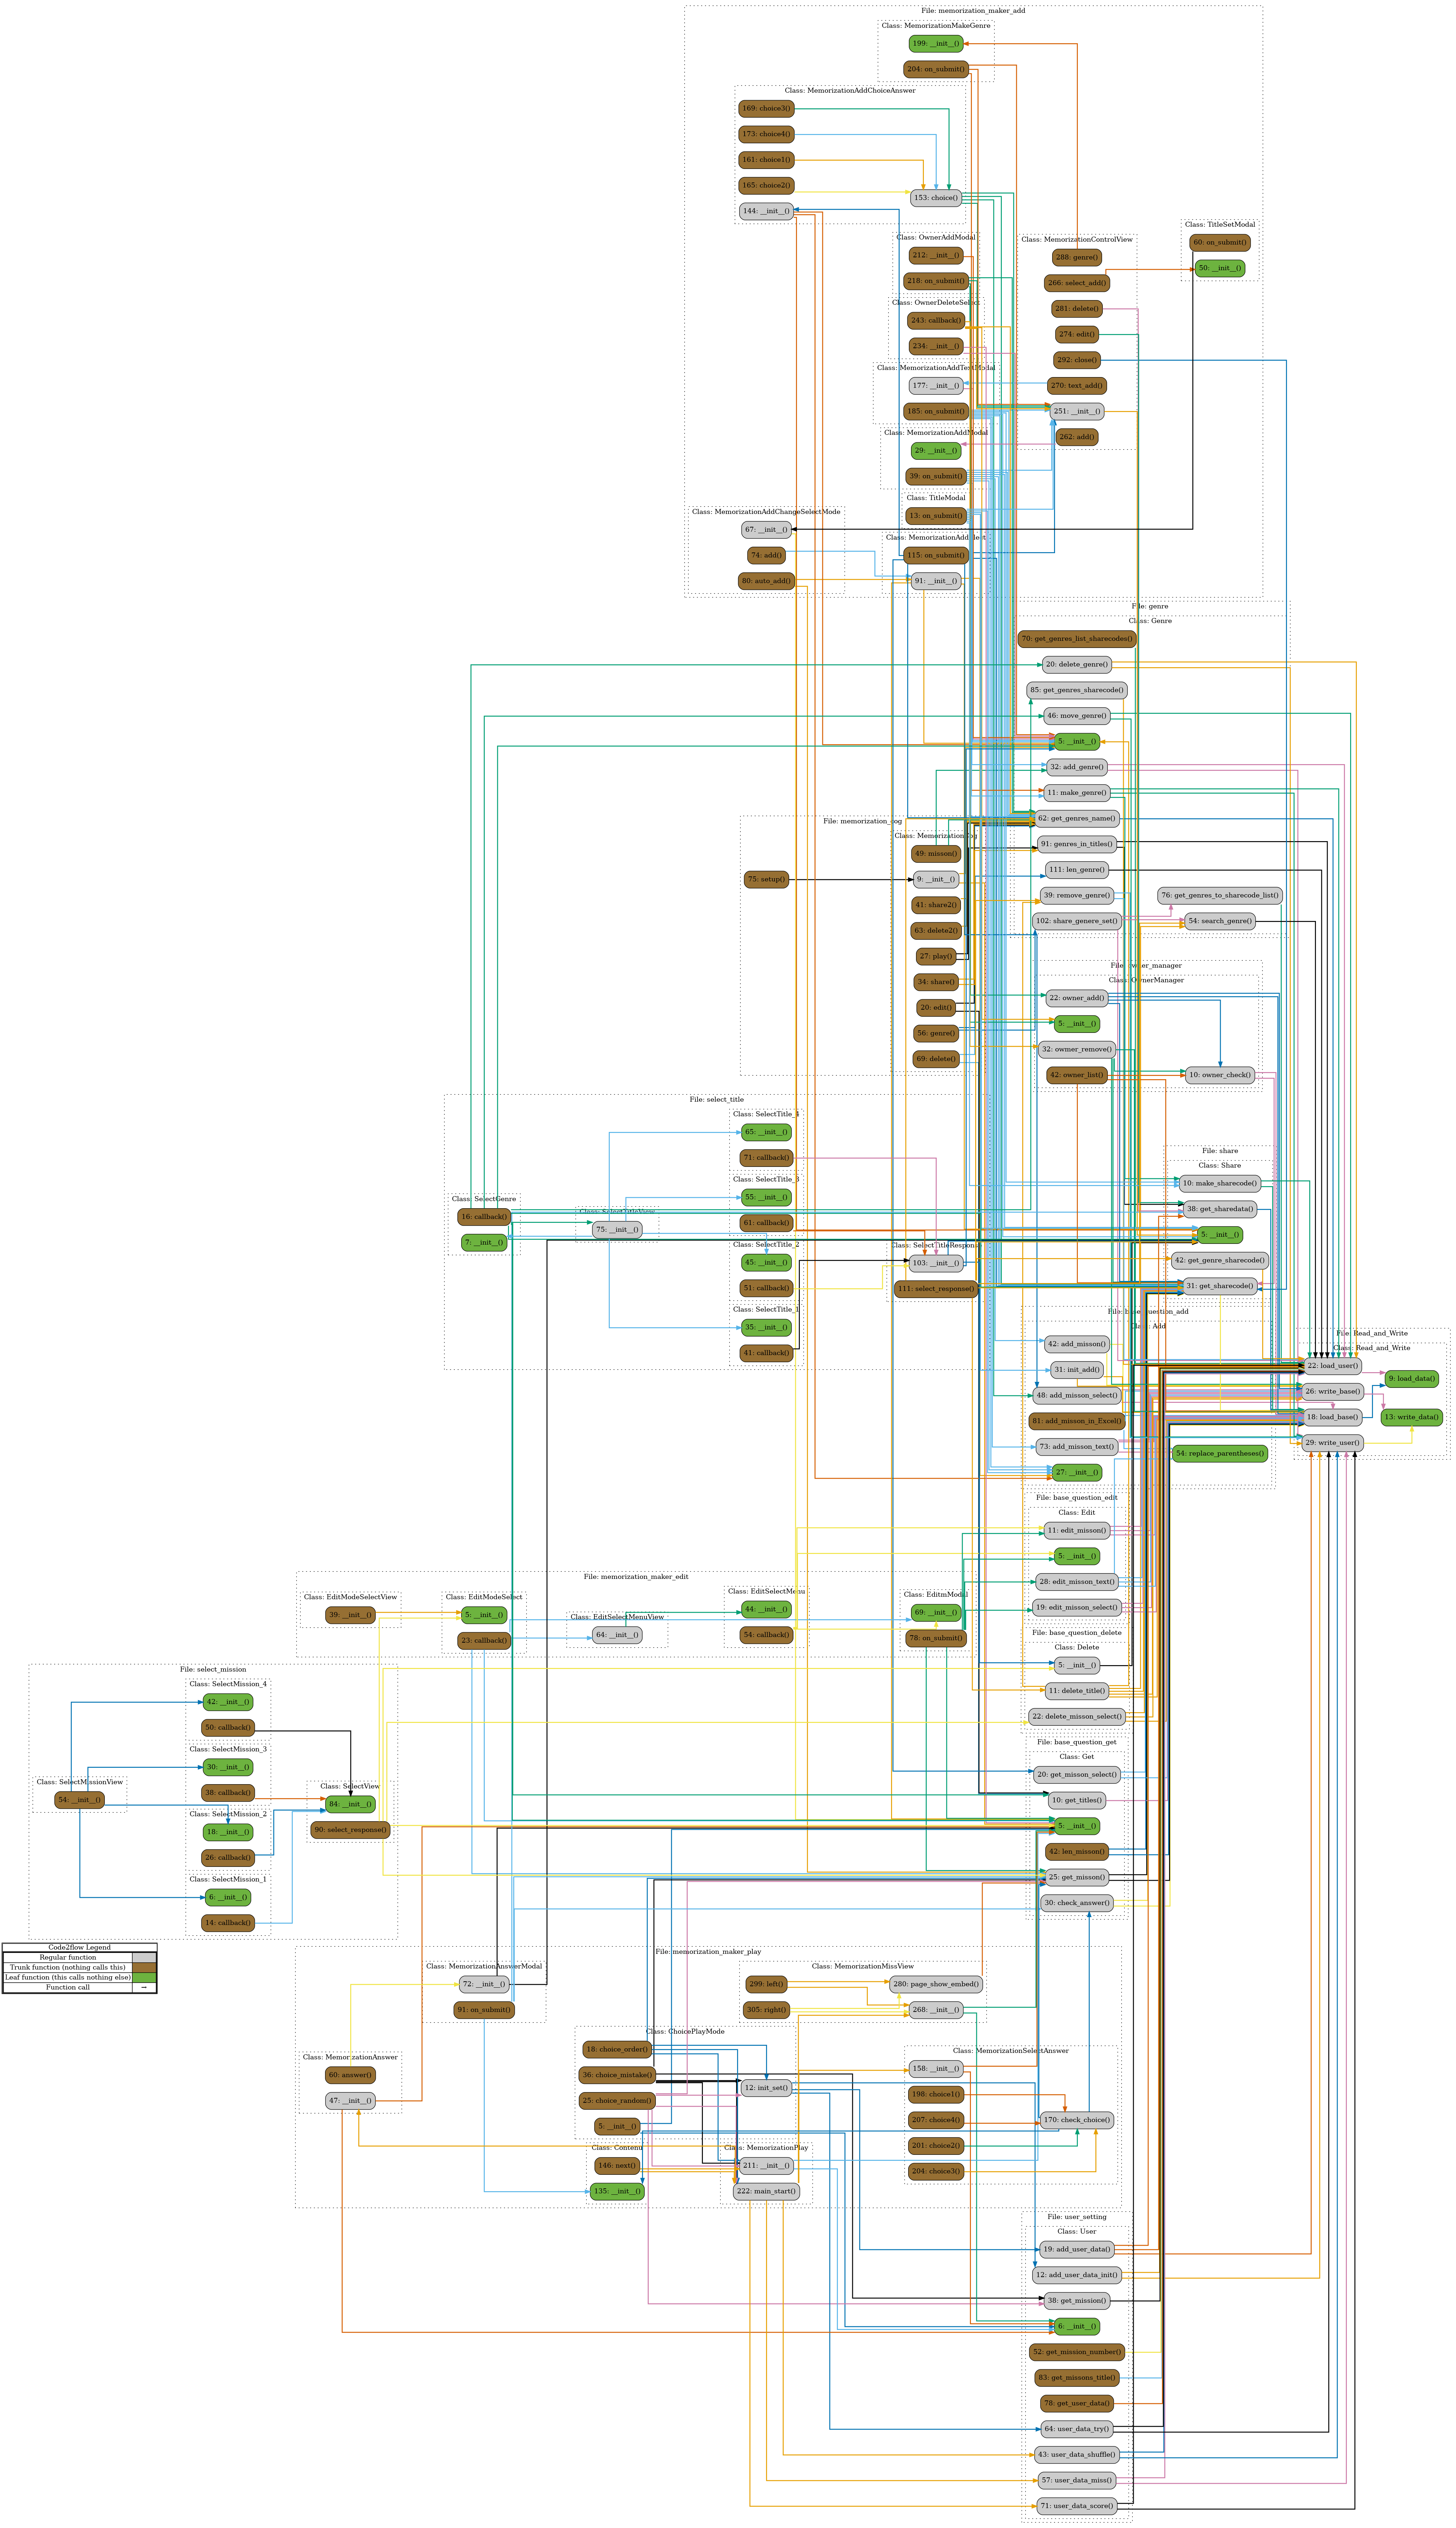 File: memorization_maker_add
Class: MemorizationMakeGenre
199: __init__()
204: on_submit()
Class: MemorizationAddChoiceAnswer
169: choice3()
173: choice4()
161: choice1()
165: choice2()
153: choice()
144: __init__()
Class: TitleSetModal
60: on_submit()
50: __init__()
Class: OwnerAddModal
212: __init__()
218: on_submit()
Class: MemorizationControlView
288: genre()
266: select_add()
281: delete()
274: edit()
292: close()
270: text_add()
251: __init__()
262: add()
Class: OwnerDeleteSelect
243: callback()
234: __init__()
Class: MemorizationAddTextModal
177: __init__()
185: on_submit()
Class: MemorizationAddModal
29: __init__()
39: on_submit()
Class: TitleModal
13: on_submit()
Class: MemorizationAddChangeSelectMode
67: __init__()
74: add()
80: auto_add()
115: on_submit()
91: __init__()
File: genre
Class: Genre
70: get_genres_list_sharecodes()
20: delete_genre()
85: get_genres_sharecode()
46: move_genre()
5: __init__()
32: add_genre()
11: make_genre()
62: get_genres_name()
91: genres_in_titles()
111: len_genre()
39: remove_genre()
76: get_genres_to_sharecode_list()
102: share_genere_set()
54: search_genre()
File: memorization_cog
49: misson()
75: setup()
9: __init__()
41: share2()
63: delete2()
27: play()
34: share()
20: edit()
56: genre()
69: delete()
Class: OwnerManager
22: owner_add()
5: __init__()
32: owmer_remove()
42: owner_list()
10: owner_check()
File: select_title
Class: SelectTitle_4
65: __init__()
71: callback()
Class: SelectTitle_3
55: __init__()
61: callback()
Class: SelectGenre
16: callback()
7: __init__()
Class: SelectTitleView
75: __init__()
Class: SelectTitle_2
45: __init__()
51: callback()
Class: SelectTitleResponse
103: __init__()
111: select_response()
Class: SelectTitle_1
35: __init__()
41: callback()
File: share
Class: Share
10: make_sharecode()
38: get_sharedata()
5: __init__()
42: get_genre_sharecode()
31: get_sharecode()
File: base_question_add
Class: Add
42: add_misson()
31: init_add()
48: add_misson_select()
81: add_misson_in_Excel()
73: add_misson_text()
54: replace_parentheses()
27: __init__()
File: Read_and_Write
Class: Read_and_Write
22: load_user()
9: load_data()
26: write_base()
18: load_base()
13: write_data()
29: write_user()
File: base_question_edit
Class: Edit
11: edit_misson()
5: __init__()
28: edit_misson_text()
19: edit_misson_select()
File: memorization_maker_edit
Class: EditModeSelectView
39: __init__()
Class: EditModeSelect
5: __init__()
23: callback()
Class: EditSelectMenuView
64: __init__()
Class: EditSelectMenu
44: __init__()
54: callback()
Class: EditmModal
69: __init__()
78: on_submit()
File: base_question_delete
Class: Delete
5: __init__()
11: delete_title()
22: delete_misson_select()
File: select_mission
Class: SelectMission_4
42: __init__()
50: callback()
Class: SelectMission_3
30: __init__()
38: callback()
Class: SelectMissionView
54: __init__()
Class: SelectView
84: __init__()
90: select_response()
Class: SelectMission_2
18: __init__()
26: callback()
Class: SelectMission_1
6: __init__()
14: callback()
File: base_question_get
Class: Get
20: get_misson_select()
10: get_titles()
5: __init__()
42: len_misson()
25: get_misson()
30: check_answer()
Code2flow Legend
Regular function
Trunk function (nothing calls this)
Leaf function (this calls nothing else)
Function call →
File: memorization_maker_play
Class: MemorizationAnswerModal
72: __init__()
91: on_submit()
Class: MemorizationMissView
299: left()
280: page_show_embed()
305: right()
268: __init__()
Class: ChoicePlayMode
18: choice_order()
36: choice_mistake()
12: init_set()
25: choice_random()
5: __init__()
Class: MemorizationAnswer
60: answer()
47: __init__()
Class: MemorizationSelectAnswer
158: __init__()
198: choice1()
207: choice4()
170: check_choice()
201: choice2()
204: choice3()
Class: Contenu
146: next()
135: __init__()
Class: MemorizationPlay
211: __init__()
222: main_start()
File: user_setting
Class: User
19: add_user_data()
12: add_user_data_init()
38: get_mission()
6: __init__()
52: get_mission_number()
83: get_missons_title()
78: get_user_data()
64: user_data_try()
43: user_data_shuffle()
57: user_data_miss()
71: user_data_score()